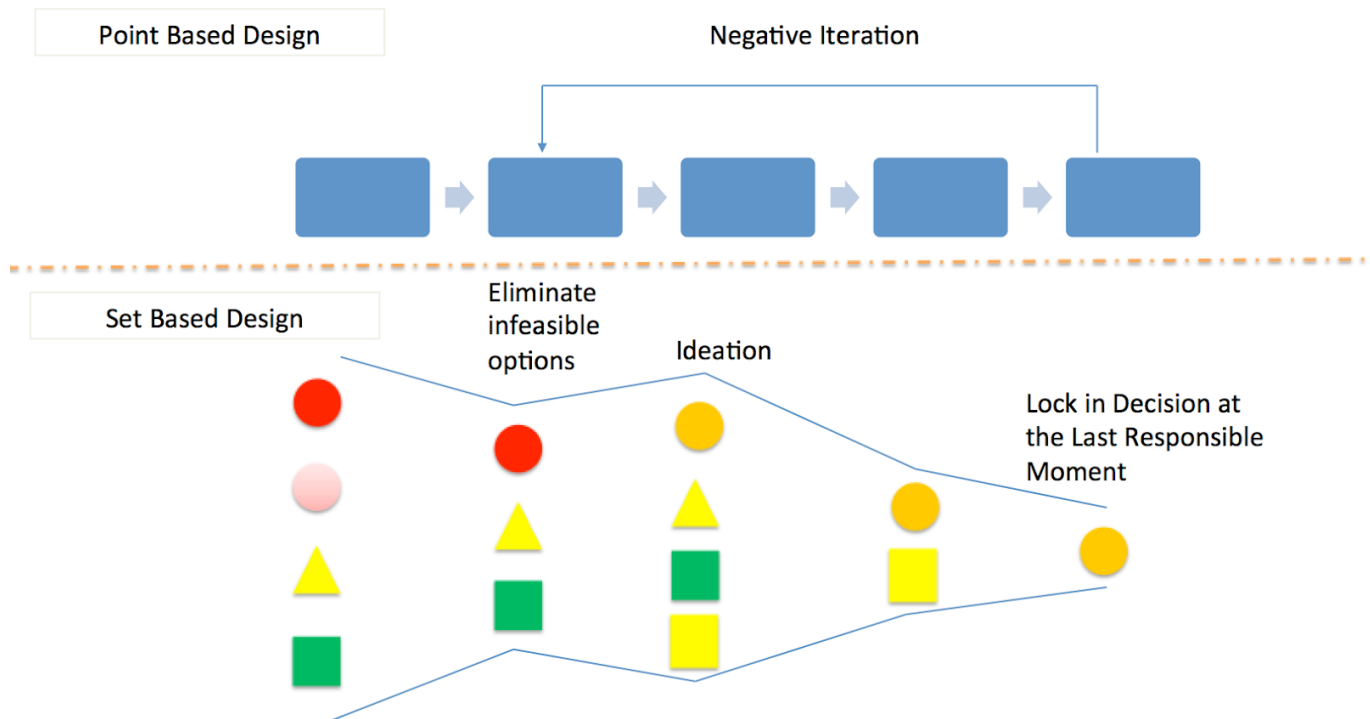 Point Based Design
Negative Iteration
Set Based Design
Eliminate
infeasible
options
Ideation
Lock in Decision at
the Last Responsible
Moment